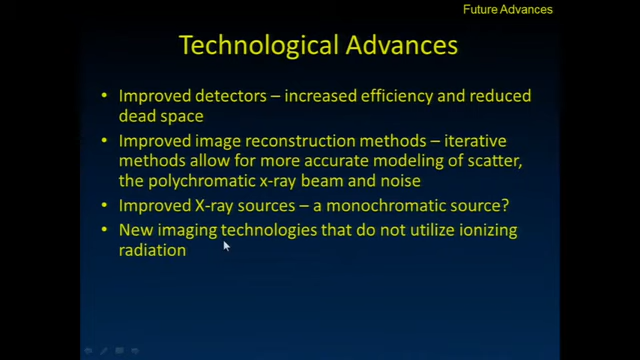 Future Advances
Technological Advances
• Improved detectors – increased efficiency and reduced
dead space
• Improved image reconstruction methods – iterative
methods allow for more accurate modeling of scatter,
the polychromatic x-ray beam and noise
• Improved X-ray sources – a monochromatic source?
• New imaging technologies that do not utilize ionizing
radiation